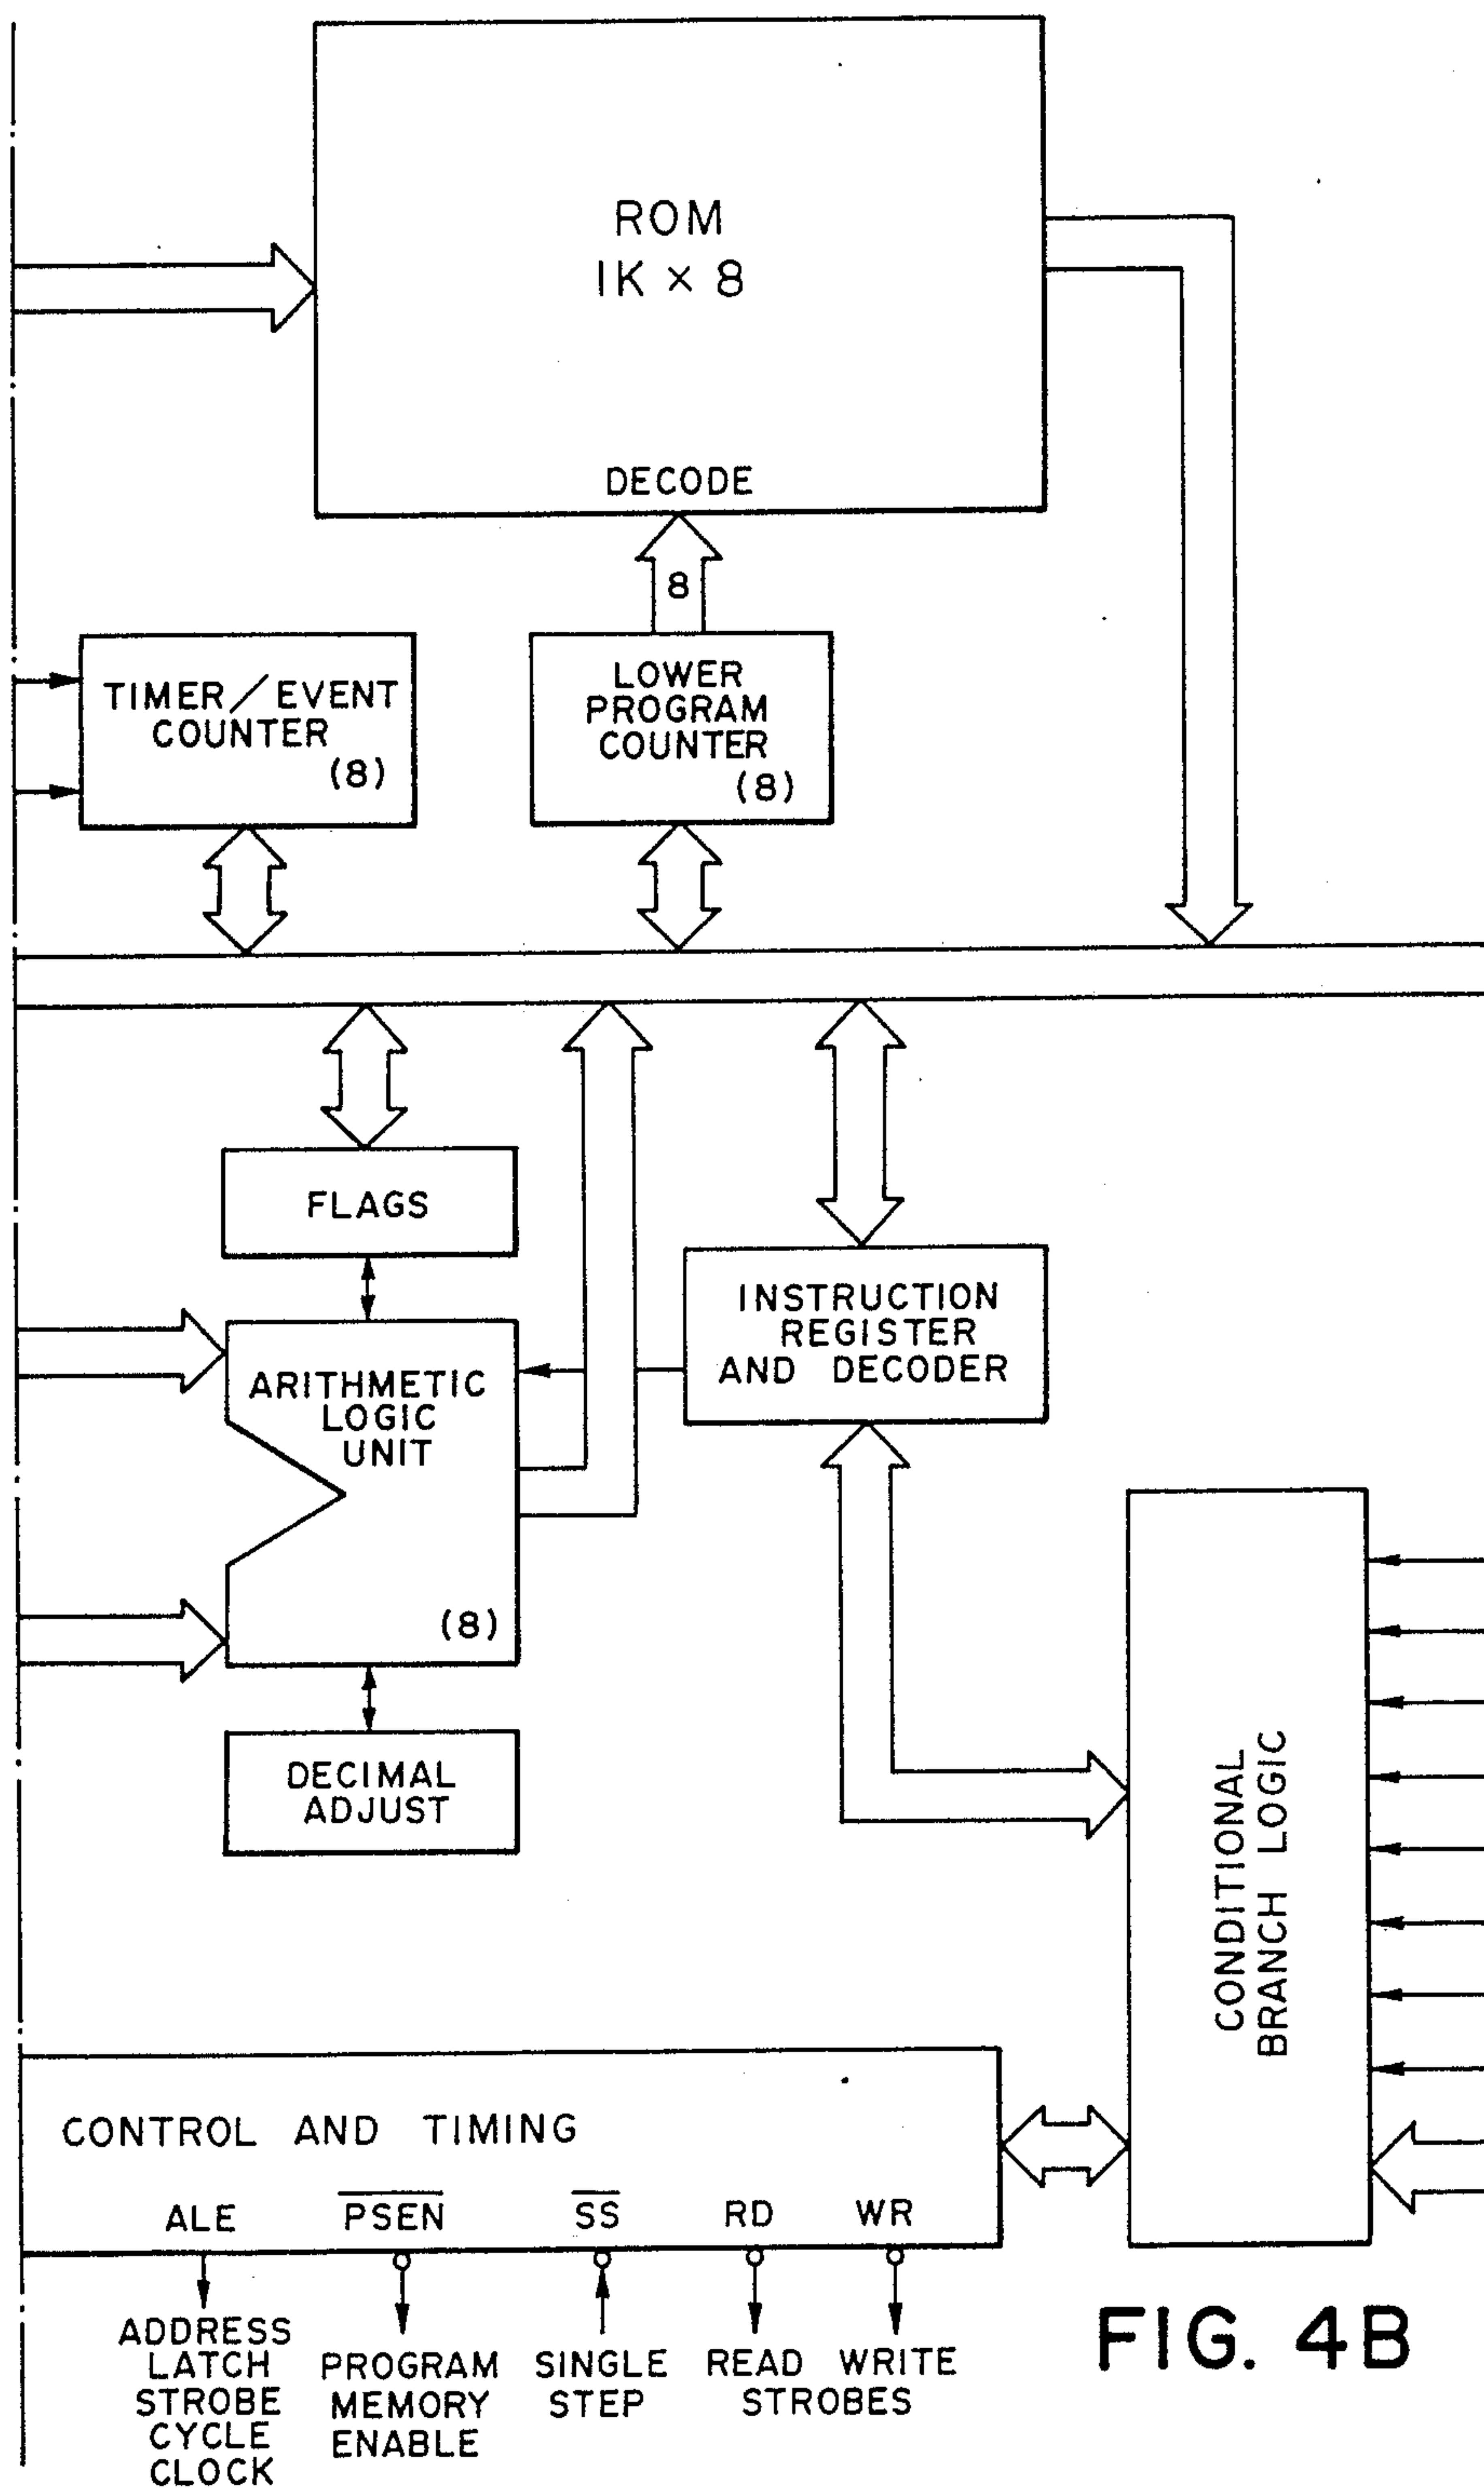 ROM
1K × 8
DECODE
8
TIMER/EVENT
COUNTER
(8)
LOWER
PROGRAM
COUNTER
(8)
FLAGS
INSTRUCTION
REGISTER
AND DECODER
ARITHMETIC
LOGIC
UNIT
(8)
DECIMAL
ADJUST
CONDITIONAL
BRANCH LOGIC
CONTROL AND TIMING
ALE P̅S̅E̅N̅ S̅S̅ RD WR
ADDRESS
LATCH
STROBE
CYCLE
CLOCK
PROGRAM
MEMORY
ENABLE
SINGLE
STEP
READ WRITE
STROBES
FIG. 4B